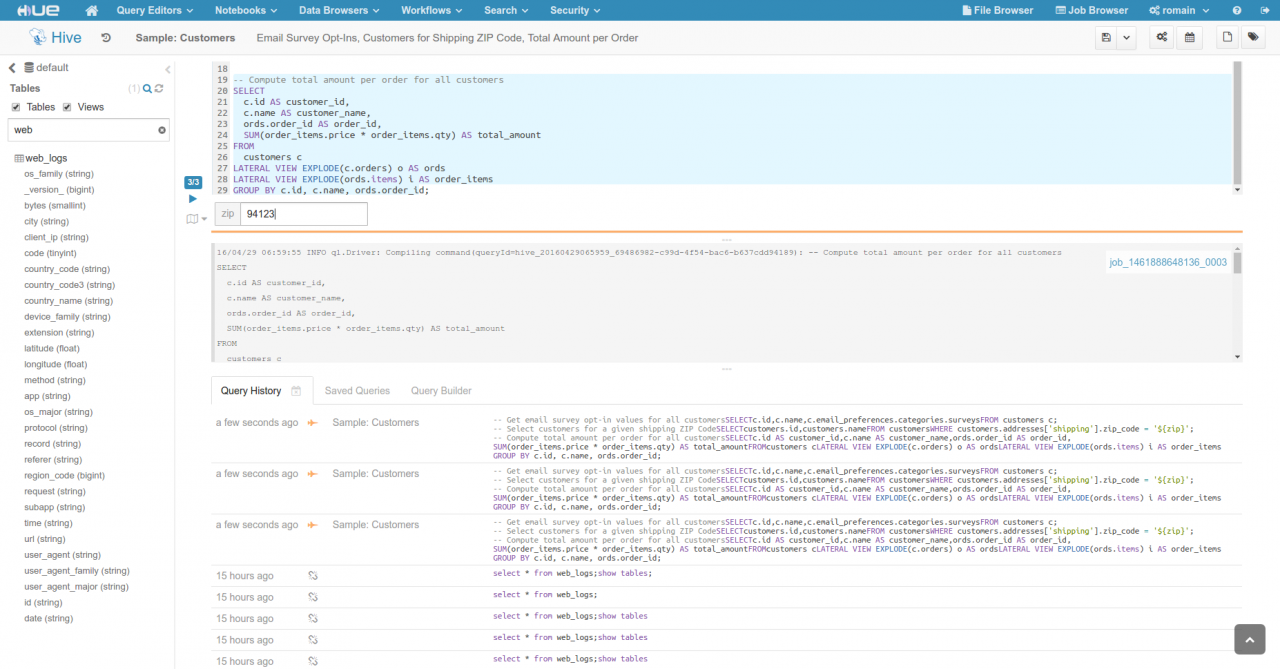 HUE Query Editors Notebooks Data Browsers Workflows Search Security File Browser Job Browser romain
Hive Sample: Customers Email Survey Opt-Ins, Customers for Shipping ZIP Code, Total Amount per Order
default
Tables (1)
Tables Views
web
web_logs
os_family (string)
_version_ (bigint)
bytes (smallint)
city (string)
client_ip (string)
code (tinyint)
country_code (string)
country_code3 (string)
country_name (string)
device_family (string)
extension (string)
latitude (float)
longitude (float)
method (string)
app (string)
os_major (string)
protocol (string)
record (string)
referer (string)
region_code (bigint)
request (string)
subapp (string)
time (string)
url (string)
user_agent (string)
user_agent_family (string)
user_agent_major (string)
id (string)
date (string)
18
19 -- Compute total amount per order for all customers
20 SELECT
21 c.id AS customer_id,
22 c.name AS customer_name,
23 ords.order_id AS order_id,
24 SUM(order_items.price * order_items.qty) AS total_amount
25 FROM
26 customers c
27 LATERAL VIEW EXPLODE(c.orders) o AS ords
28 LATERAL VIEW EXPLODE(ords.items) i AS order_items
29 GROUP BY c.id, c.name, ords.order_id;
3/3
zip 94123
16/04/29 06:59:55 INFO ql.Driver: Compiling command(queryId=hive_20160429065959_69486982-c99d-4f54-bac6-b637cdd94189): -- Compute total amount per order for all customers
job_1461888648136_0003
SELECT
c.id AS customer_id,
c.name AS customer_name,
ords.order_id AS order_id,
SUM(order_items.price * order_items.qty) AS total_amount
FROM
customers c
Query History Saved Queries Query Builder
a few seconds ago Sample: Customers -- Get email survey opt-in values for all customersSELECTc.id,c.name,c.email_preferences.categories.surveysFROM customers c;
-- Select customers for a given shipping ZIP CodeSELECTcustomers.id,customers.nameFROM customersWHERE customers.addresses['shipping'].zip_code = '${zip}';
-- Compute total amount per order for all customersSELECTc.id AS customer_id,c.name AS customer_name,ords.order_id AS order_id,
SUM(order_items.price * order_items.qty) AS total_amountFROMcustomers cLATERAL VIEW EXPLODE(c.orders) o AS ordsLATERAL VIEW EXPLODE(ords.items) i AS order_items
GROUP BY c.id, c.name, ords.order_id;
a few seconds ago Sample: Customers -- Get email survey opt-in values for all customersSELECTc.id,c.name,c.email_preferences.categories.surveysFROM customers c;
-- Select customers for a given shipping ZIP CodeSELECTcustomers.id,customers.nameFROM customersWHERE customers.addresses['shipping'].zip_code = '${zip}';
-- Compute total amount per order for all customersSELECTc.id AS customer_id,c.name AS customer_name,ords.order_id AS order_id,
SUM(order_items.price * order_items.qty) AS total_amountFROMcustomers cLATERAL VIEW EXPLODE(c.orders) o AS ordsLATERAL VIEW EXPLODE(ords.items) i AS order_items
GROUP BY c.id, c.name, ords.order_id;
a few seconds ago Sample: Customers -- Get email survey opt-in values for all customersSELECTc.id,c.name,c.email_preferences.categories.surveysFROM customers c;
-- Select customers for a given shipping ZIP CodeSELECTcustomers.id,customers.nameFROM customersWHERE customers.addresses['shipping'].zip_code = '${zip}';
-- Compute total amount per order for all customersSELECTc.id AS customer_id,c.name AS customer_name,ords.order_id AS order_id,
SUM(order_items.price * order_items.qty) AS total_amountFROMcustomers cLATERAL VIEW EXPLODE(c.orders) o AS ordsLATERAL VIEW EXPLODE(ords.items) i AS order_items
GROUP BY c.id, c.name, ords.order_id;
15 hours ago select * from web_logs;show tables;
15 hours ago select * from web_logs;
15 hours ago select * from web_logs;show tables
15 hours ago select * from web_logs;show tables
15 hours ago select * from web_logs;show tables